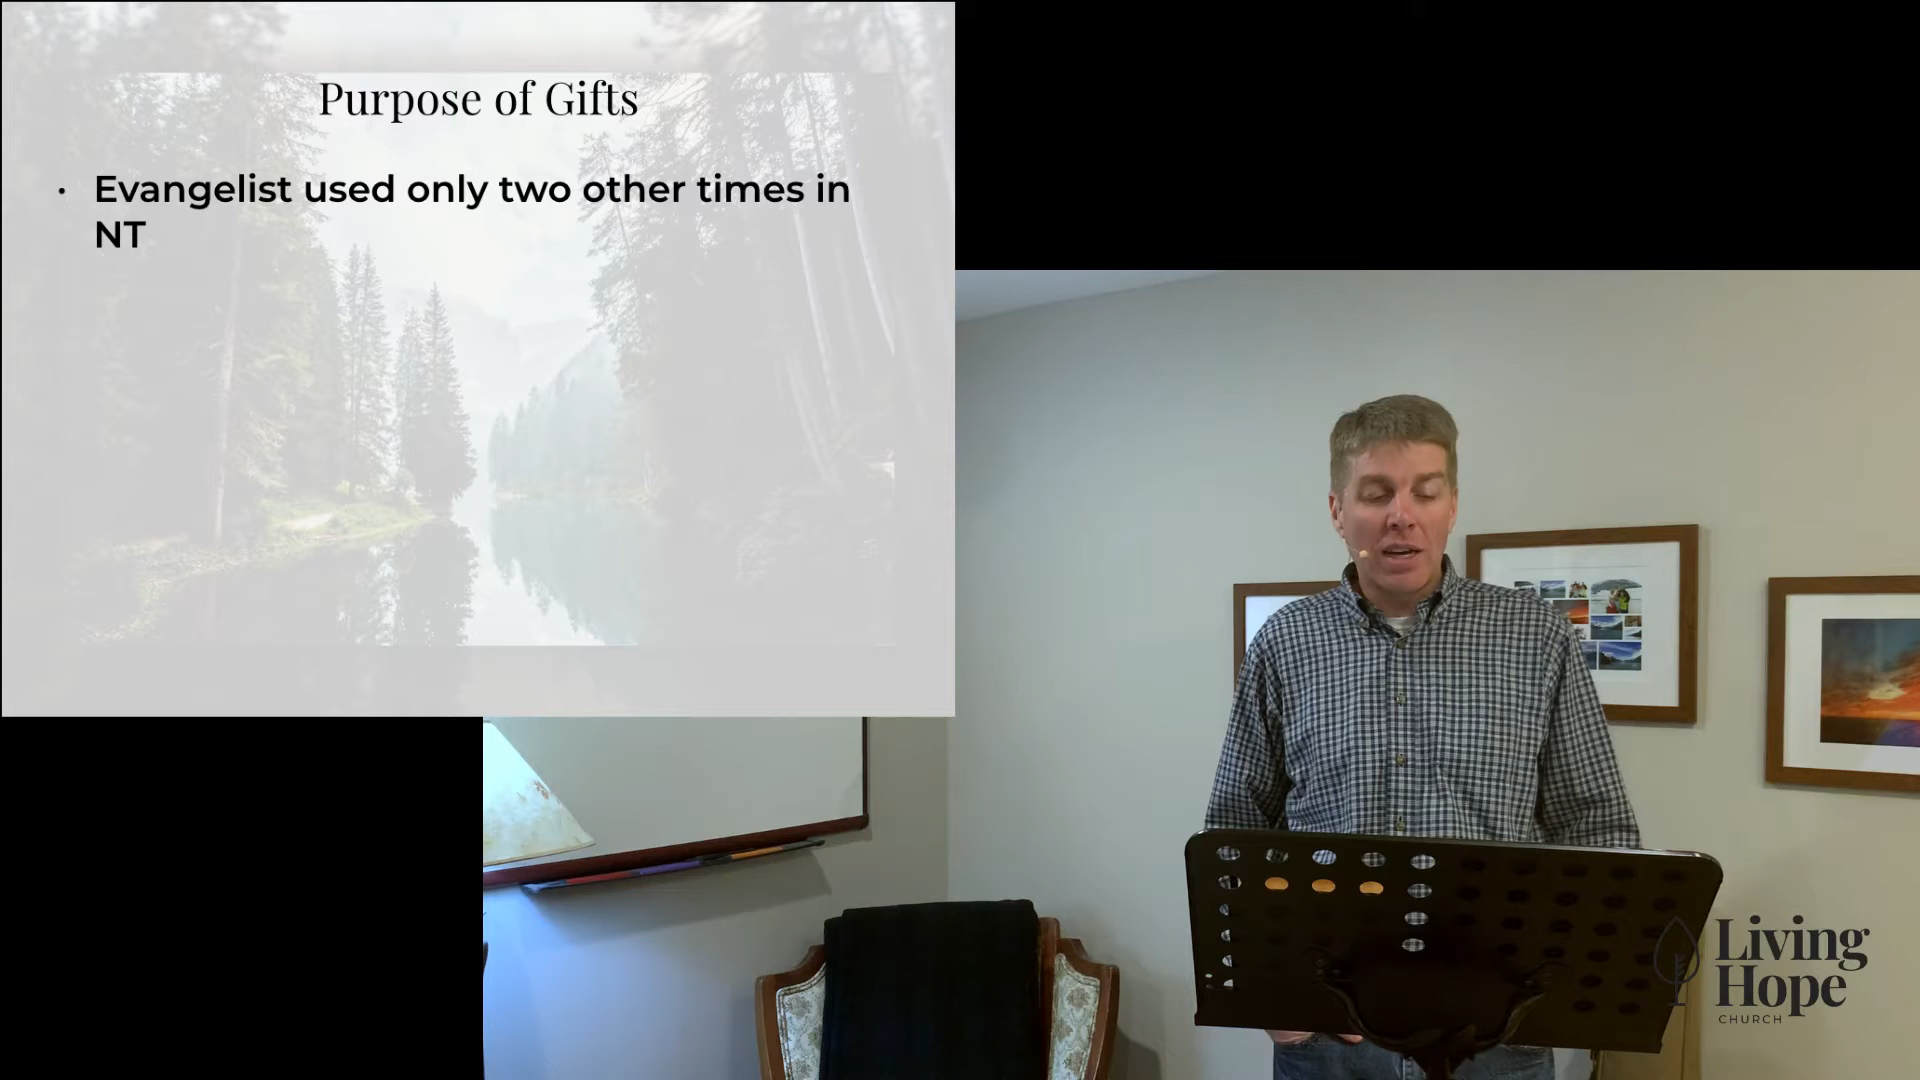 Purpose of Gifts
· Evangelist used only two other times in
NT
Living
Hope
CHURCH